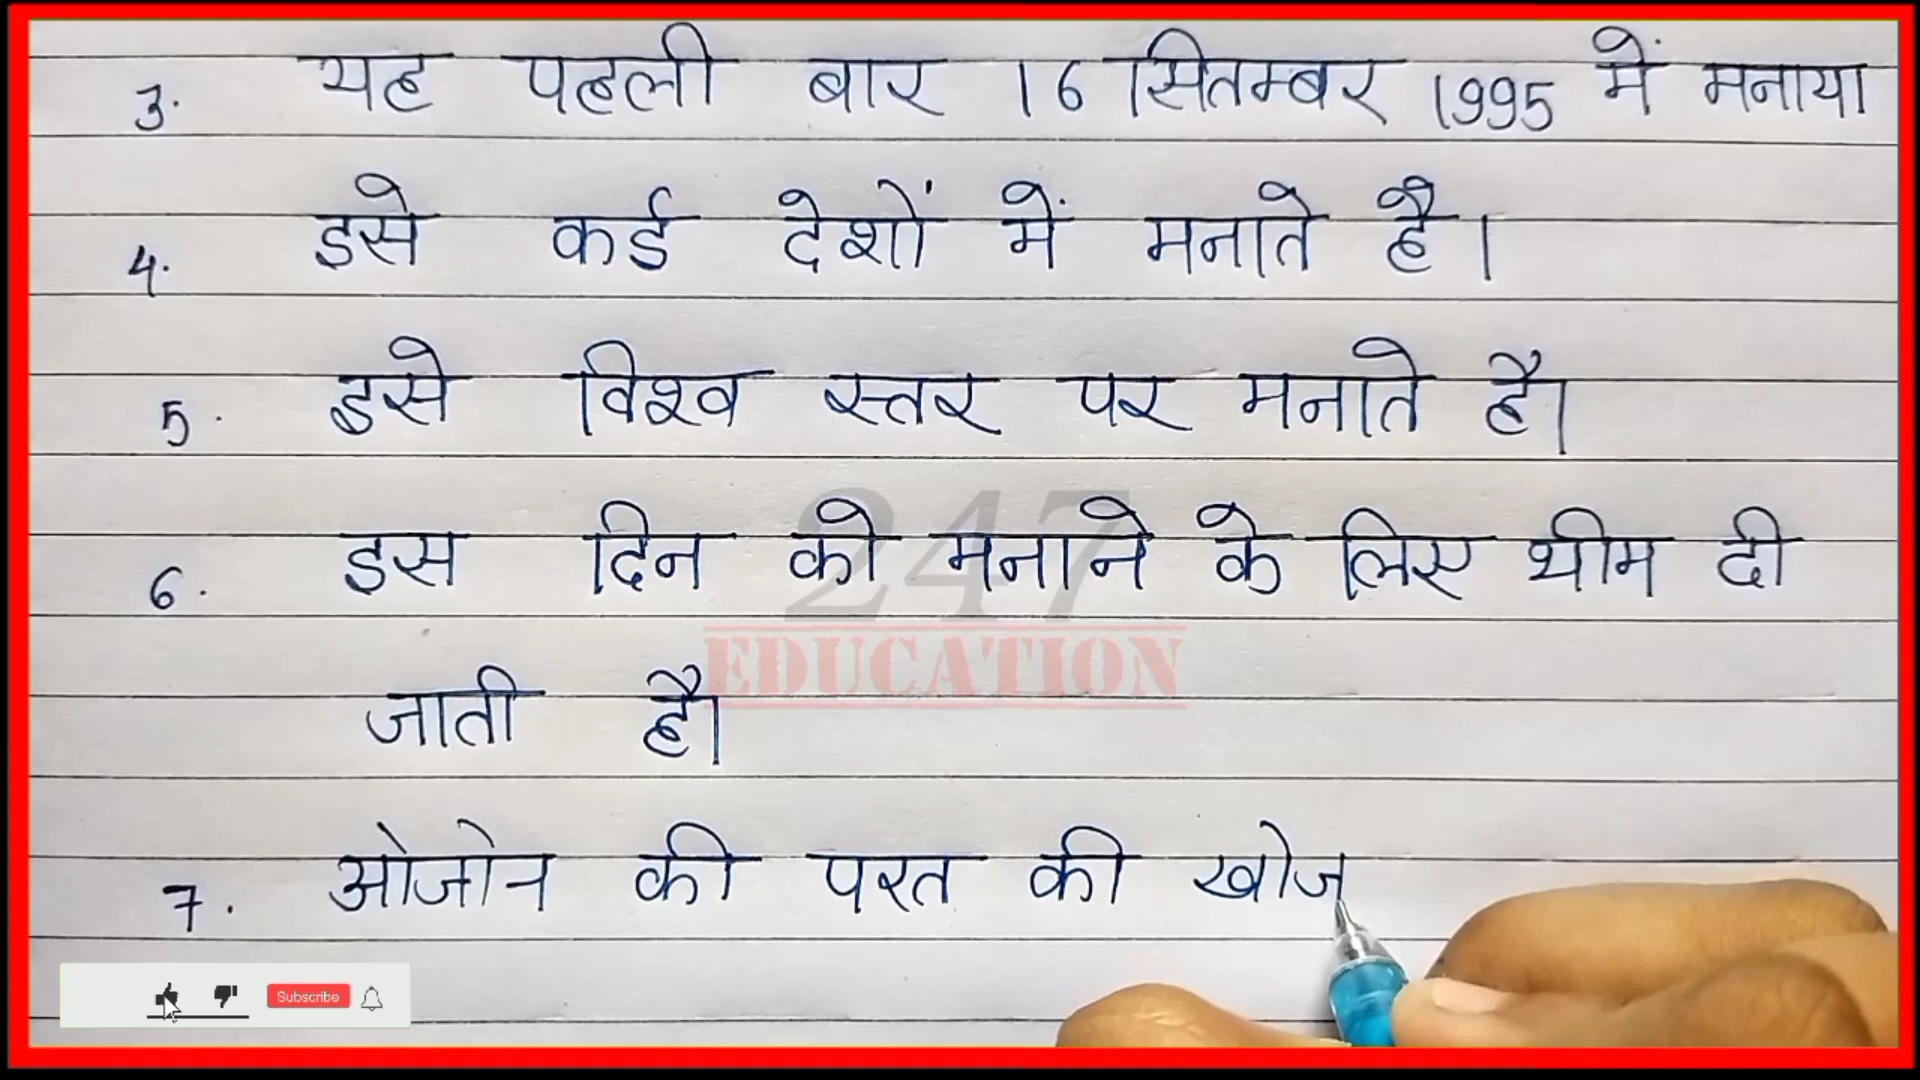 3. यह पहली बार 16 सितम्बर 1995 में मनाया
4. इसे कई देशों में मनाते है।
5. इसे विश्व स्तर पर मनाते है।
6. इस दिन को मनाने के लिए थीम दी
247
EDUCATION
जाती है।
7. ओजोन की परत की खोज
Subscribe